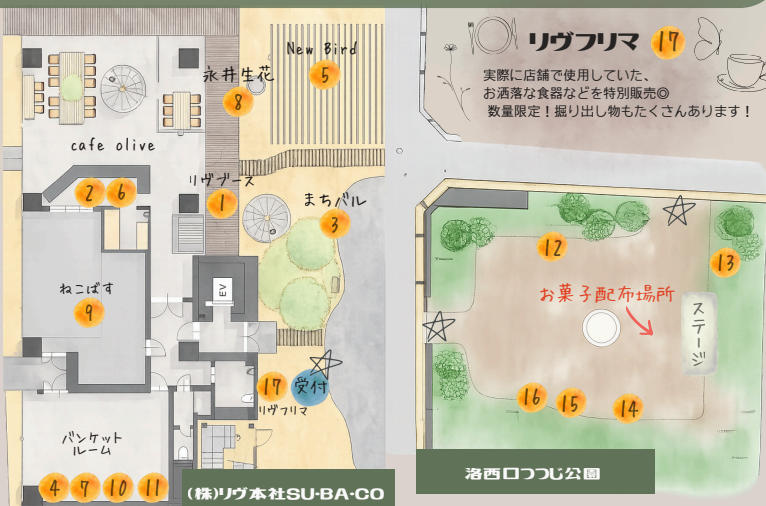 リヴフリマ 17
実際に店舗で使用していた、
お洒落な食器などを特別販売◎
数量限定！掘り出し物もたくさんあります！
New Bird
5
永井生花
8
cafe olive
2 6
リヴブース
1
まちバル
3
ねこばす
9
EV
17 受付
リヴフリマ
バンケット
ルーム
4 7 10 11
(株)リヴ本社SU・BA・CO
12
13
お菓子配布場所
ステージ
16 15 14
洛西口つつじ公園